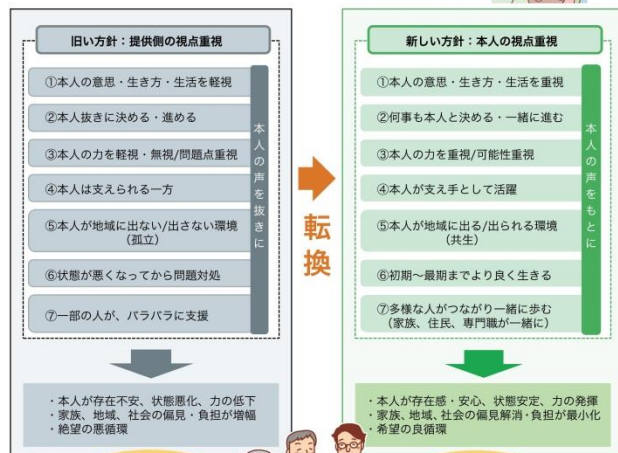 旧い方針：提供側の視点重視
①本人の意思・生き方・生活を軽視
②本人抜きに決める・進める
③本人の力を軽視・無視/問題点重視
④本人は支えられる一方
⑤本人が地域に出ない/出さない環境
（孤立）
⑥状態が悪くなってから問題対処
⑦一部の人が、バラバラに支援
本人の声を抜きに
・本人が存在不安、状態悪化、力の低下
・家族、地域、社会の偏見・負担が増幅
・絶望の悪循環
転換
新しい方針：本人の視点重視
①本人の意思・生き方・生活を重視
②何事も本人と決める・一緒に進む
③本人の力を重視/可能性重視
④本人が支え手として活躍
⑤本人が地域に出る/出られる環境
（共生）
⑥初期～最期までより良く生きる
⑦多様な人がつながり一緒に歩む
（家族、住民、専門職が一緒に）
本人の声をもとに
・本人が存在感・安心、状態安定、力の発揮
・家族、地域、社会の偏見解消・負担が最小化
・希望の良循環